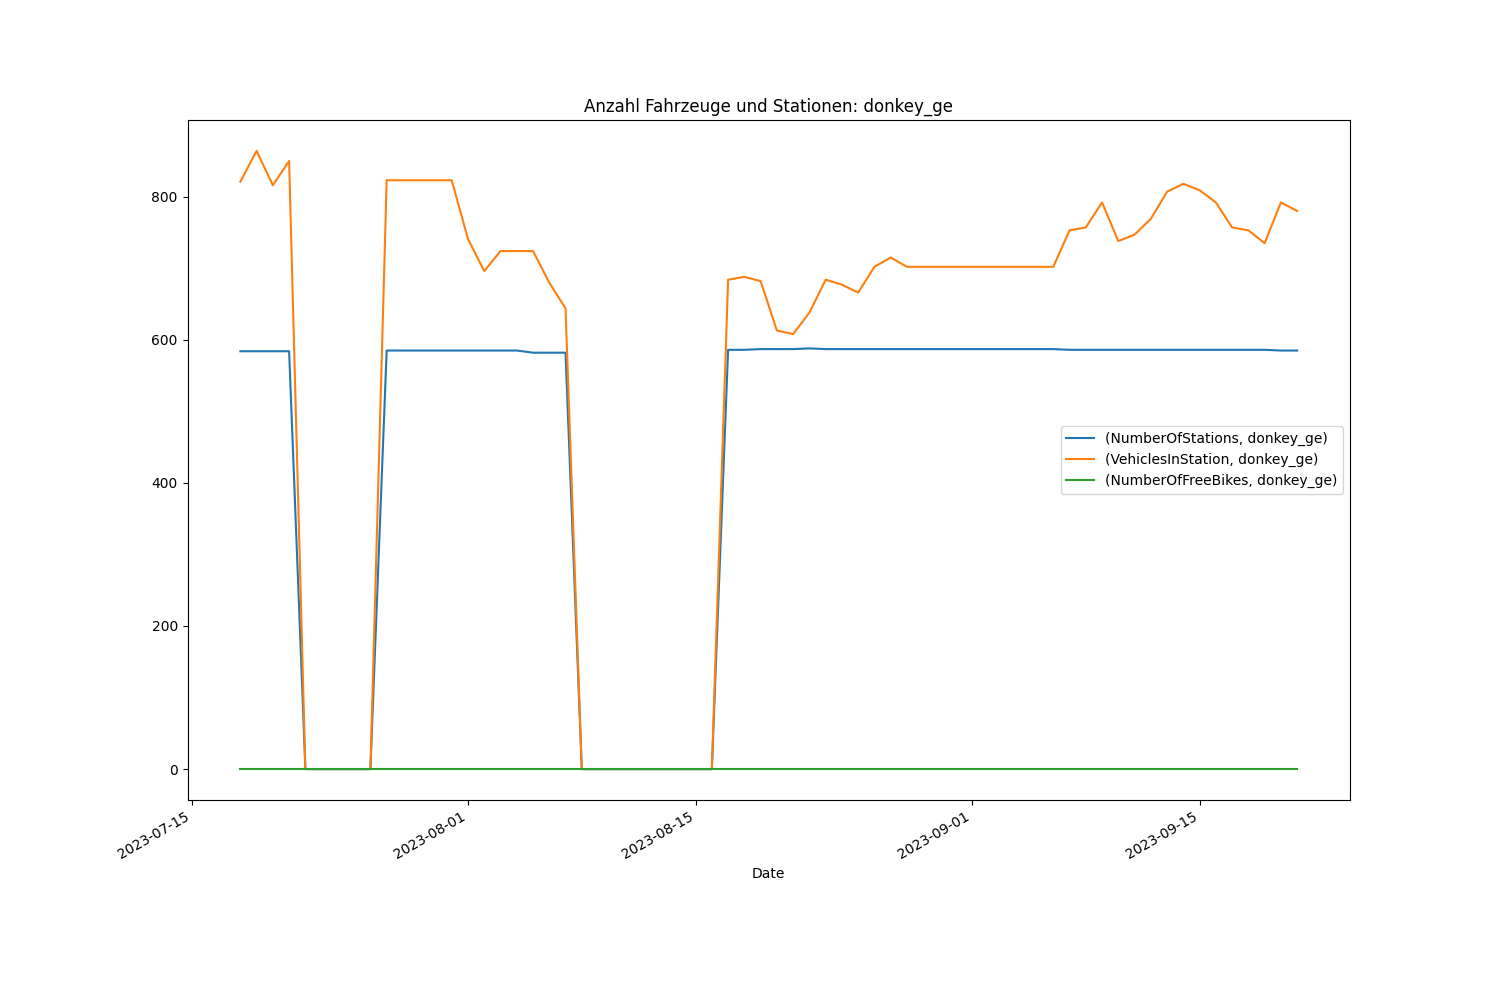 Anzahl Fahrzeuge und Stationen: donkey_ge
800
600
400
200
0
(NumberOfStations, donkey_ge)
(VehiclesInStation, donkey_ge)
(NumberOfFreeBikes, donkey_ge)
2023-07-15
2023-08-01
2023-08-15
2023-09-01
2023-09-15
Date